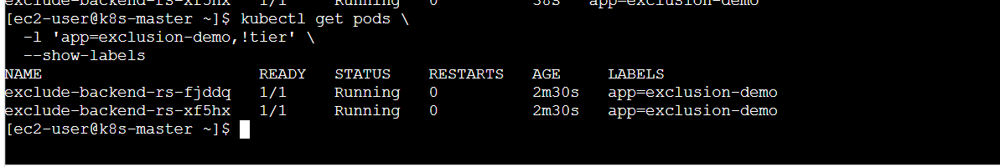 exclude-backend-rs-xf5hx   1/1     Running   0          38s   app=exclusion-demo
[ec2-user@k8s-master ~]$ kubectl get pods \
  -l 'app=exclusion-demo,!tier' \
  --show-labels
NAME                       READY   STATUS    RESTARTS   AGE     LABELS
exclude-backend-rs-fjddq   1/1     Running   0          2m30s   app=exclusion-demo
exclude-backend-rs-xf5hx   1/1     Running   0          2m30s   app=exclusion-demo
[ec2-user@k8s-master ~]$